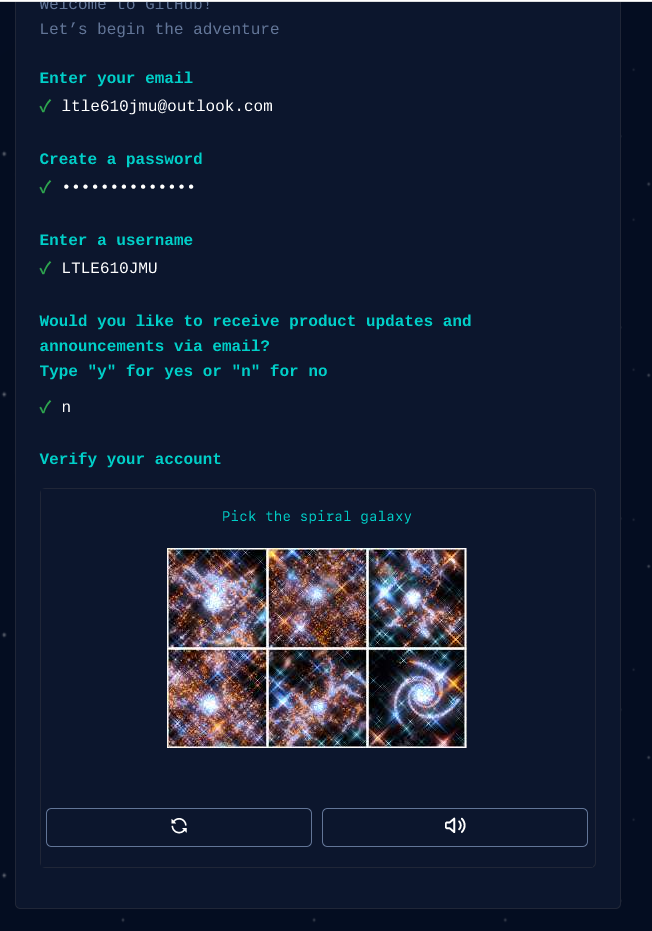 Welcome to GitHub!
Let’s begin the adventure
Enter your email
✓ ltle610jmu@outlook.com
Create a password
✓ ••••••••••••••
Enter a username
✓ LTLE610JMU
Would you like to receive product updates and
announcements via email?
Type "y" for yes or "n" for no
✓ n
Verify your account
Pick the spiral galaxy